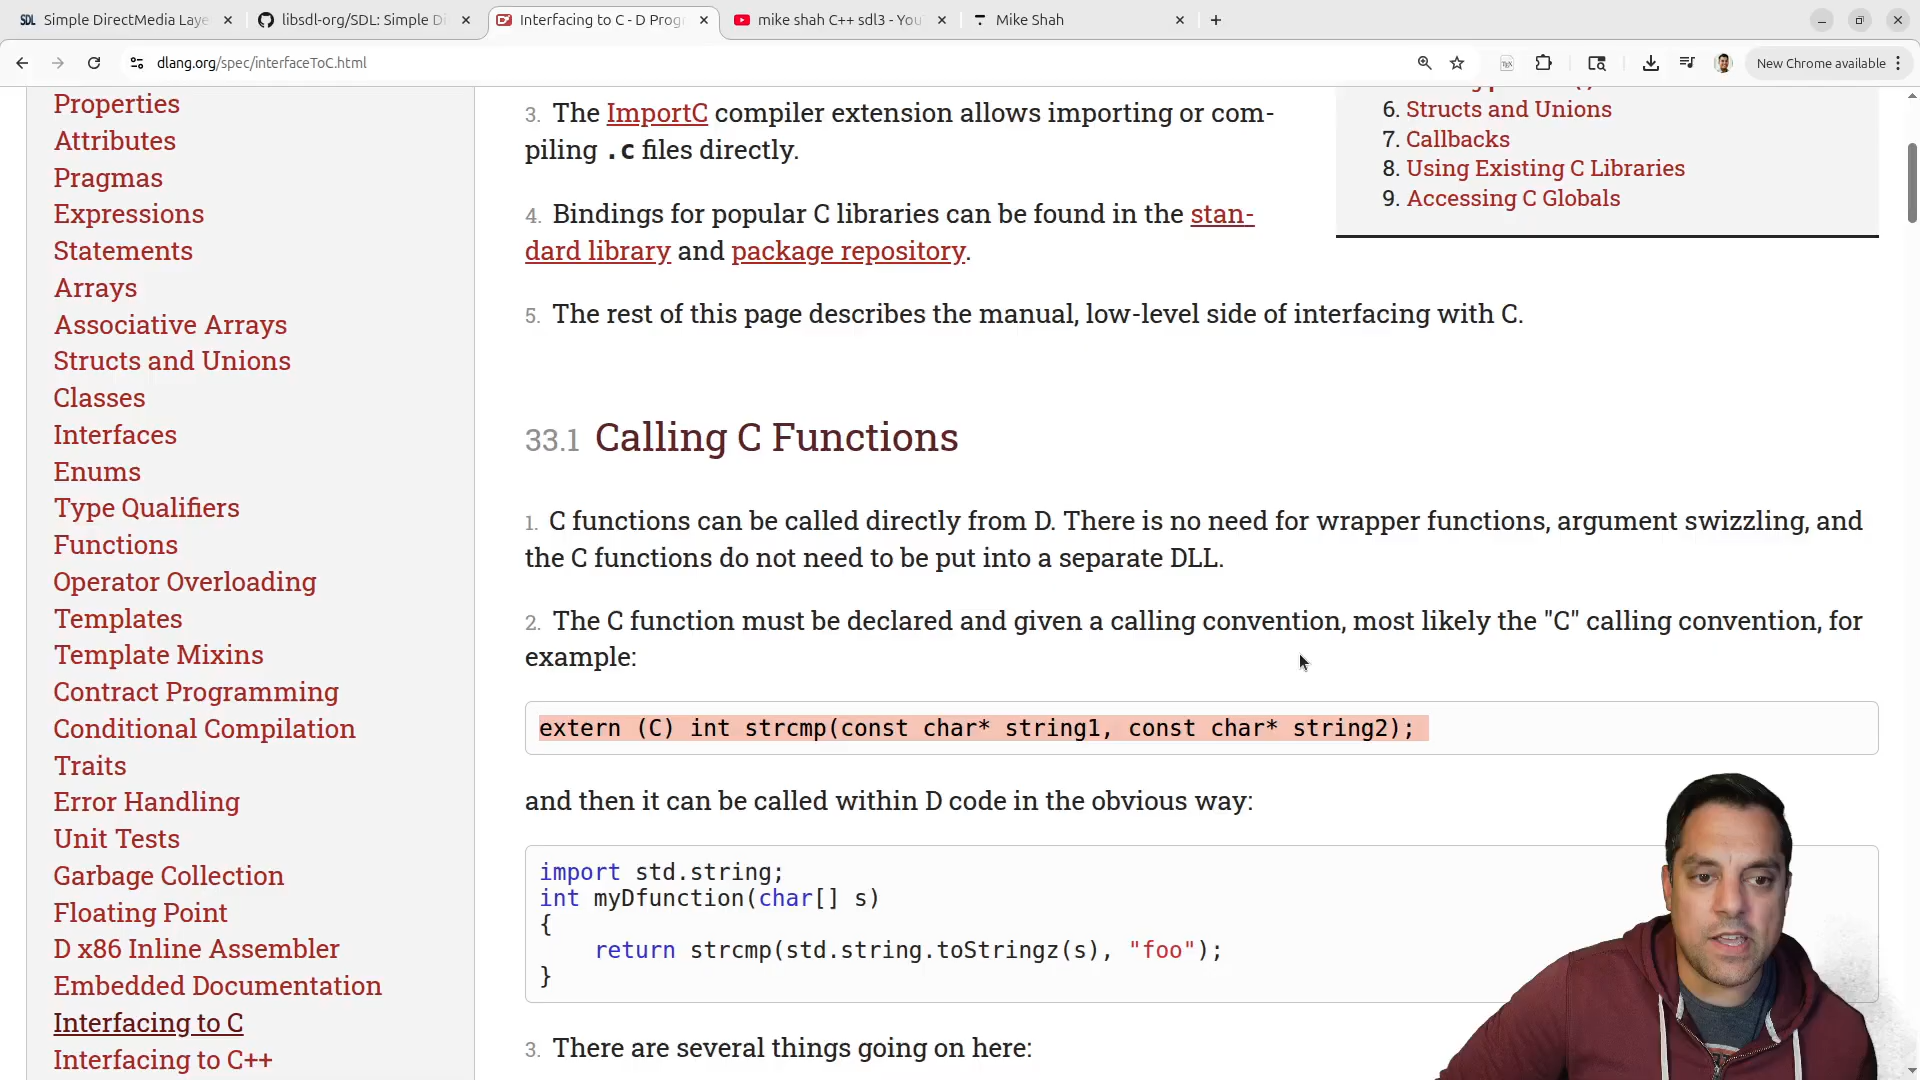 Simple DirectMedia Laye
libsdl-org/SDL: Simple Di
Interfacing to C - D Prog
mike shah C++ sdl3 - You
Mike Shah
dlang.org/spec/interfaceToC.html
New Chrome available
Properties
Attributes
Pragmas
Expressions
Statements
Arrays
Associative Arrays
Structs and Unions
Classes
Interfaces
Enums
Type Qualifiers
Functions
Operator Overloading
Templates
Template Mixins
Contract Programming
Conditional Compilation
Traits
Error Handling
Unit Tests
Garbage Collection
Floating Point
D x86 Inline Assembler
Embedded Documentation
Interfacing to C
Interfacing to C++
3. The ImportC compiler extension allows importing or com-
piling .c files directly.
4. Bindings for popular C libraries can be found in the stan-
dard library and package repository.
5. The rest of this page describes the manual, low-level side of interfacing with C.
6. Structs and Unions
7. Callbacks
8. Using Existing C Libraries
9. Accessing C Globals
33.1 Calling C Functions
1. C functions can be called directly from D. There is no need for wrapper functions, argument swizzling, and
the C functions do not need to be put into a separate DLL.
2. The C function must be declared and given a calling convention, most likely the "C" calling convention, for
example:
extern (C) int strcmp(const char* string1, const char* string2);
and then it can be called within D code in the obvious way:
import std.string;
int myDfunction(char[] s)
{
return strcmp(std.string.toStringz(s), "foo");
}
3. There are several things going on here: